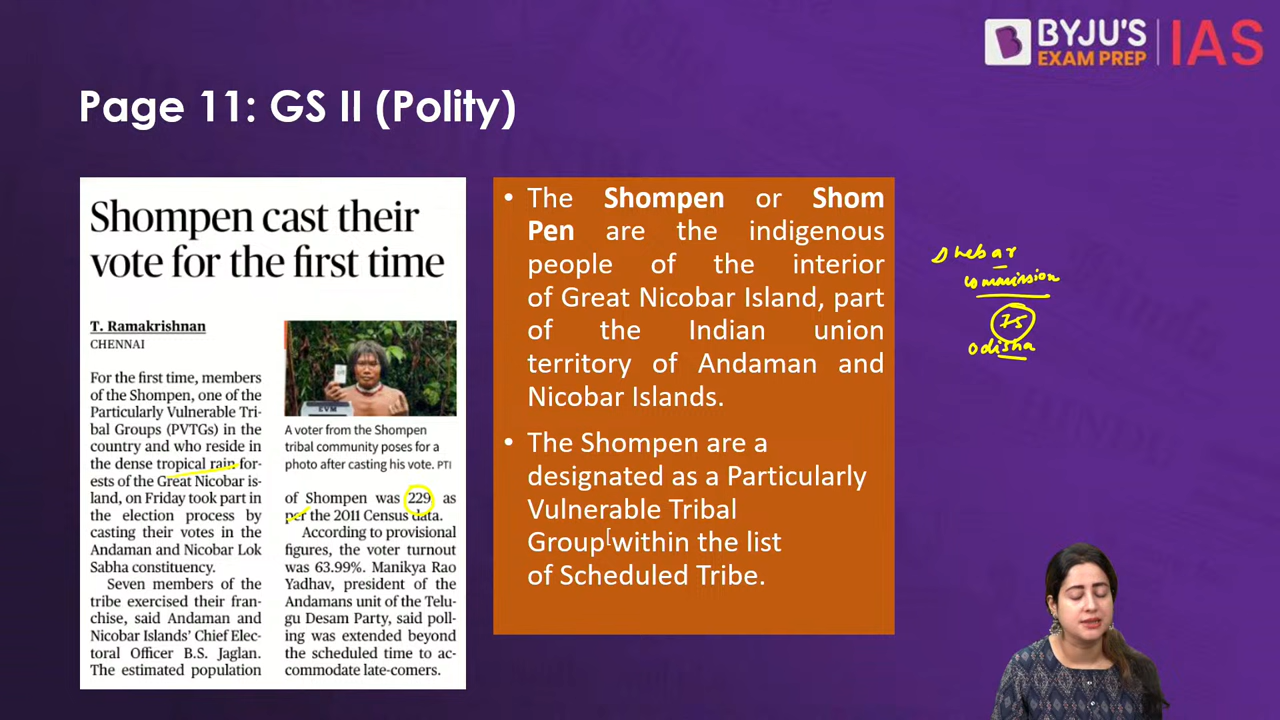 BYJU'S
EXAM PREP
IAS
Page 11: GS II (Polity)
Shompen cast their
vote for the first time
T. Ramakrishnan
CHENNAI
For the first time, members
of the Shompen, one of the
Particularly Vulnerable Tri-
bal Groups (PVTGs) in the
country and who reside in
the dense tropical rain for-
ests of the Great Nicobar is-
land, on Friday took part in
the election process by
casting their votes in the
Andaman and Nicobar Lok
Sabha constituency.
Seven members of the
tribe exercised their fran-
chise, said Andaman and
Nicobar Islands' Chief Elec-
toral Officer B.S. Jaglan.
The estimated population
EVM
A voter from the Shompen
tribal community poses for a
photo after casting his vote. PTI
of Shompen was 229 as
per the 2011 Census data.
According to provisional
figures, the voter turnout
was 63.99%. Manikya Rao
Yadhav, president of the
Andamans unit of the Telu-
gu Desam Party, said poll-
ing was extended beyond
the scheduled time to ac-
commodate late-comers.
• The Shompen or Shom
Pen are the indigenous
people of the interior
of Great Nicobar Island, part
of the Indian union
territory of Andaman and
Nicobar Islands.
• The Shompen are a
designated as a Particularly
Vulnerable Tribal
Group[within the list
of Scheduled Tribe.
Dhebar
Commission
75
Odisha